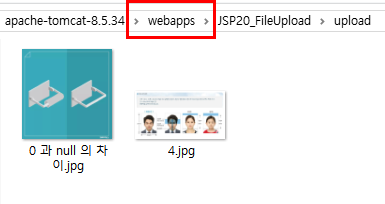 apache-tomcat-8.5.34 > webapps > JSP20_FileUpload > upload
0 과 null 의 차
이.jpg
4.jpg